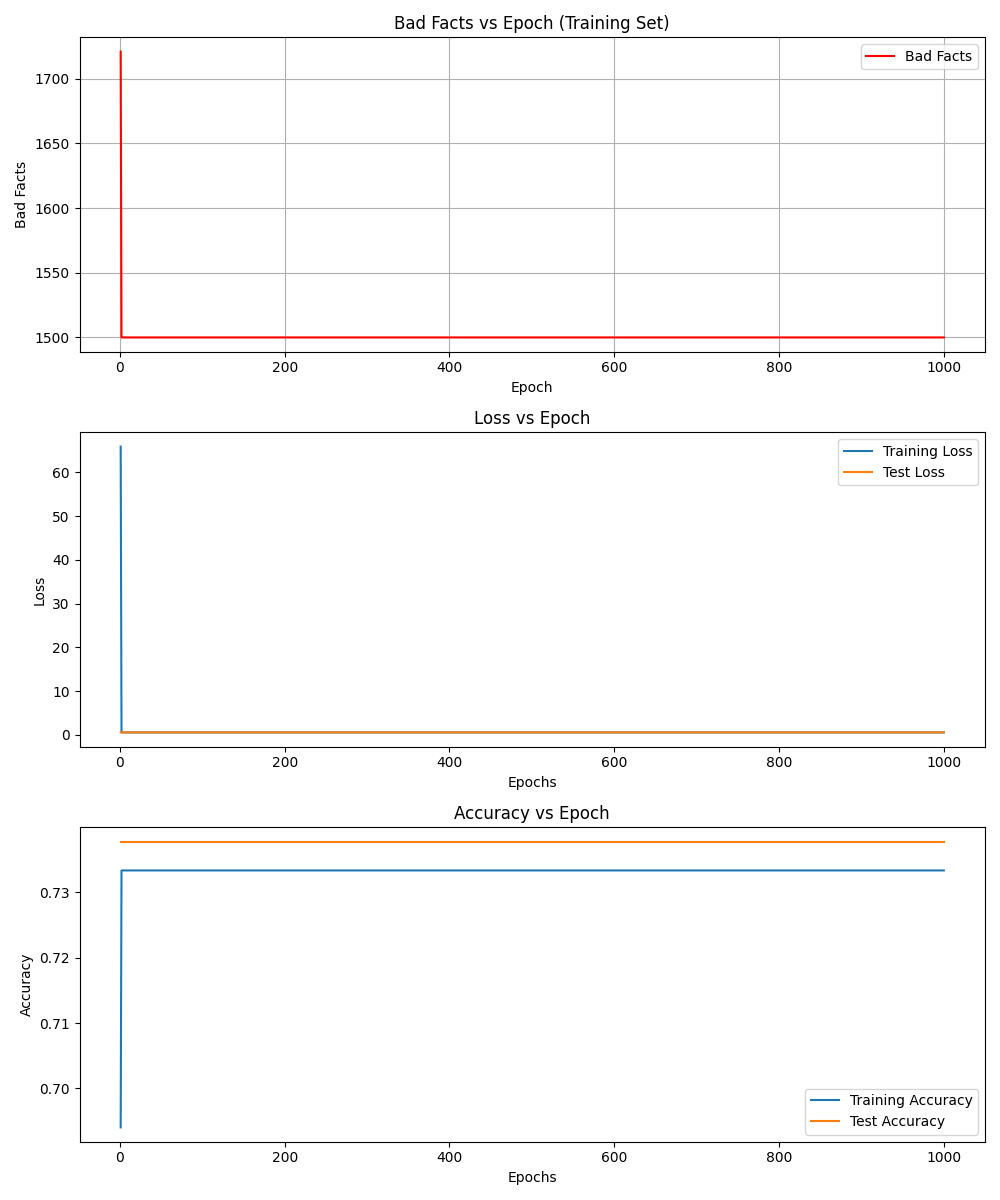 Bad Facts vs Epoch (Training Set)
Bad Facts
1700
1650
1600
1550
1500
Bad Facts
0 200 400 600 800 1000
Epoch
Loss vs Epoch
Training Loss
Test Loss
60
50
40
30
20
10
0
Loss
0 200 400 600 800 1000
Epochs
Accuracy vs Epoch
0.73
0.72
0.71
0.70
Accuracy
Training Accuracy
Test Accuracy
0 200 400 600 800 1000
Epochs